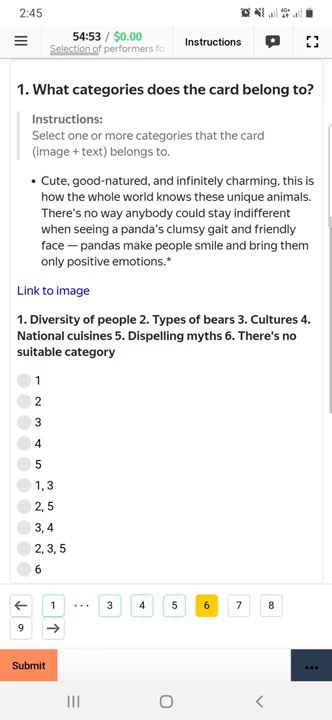 2:45
54:53 / $0.00
Selection of performers fo
Instructions
1. What categories does the card belong to?
Instructions:
Select one or more categories that the card
(image + text) belongs to.
• Cute, good-natured, and infinitely charming, this is
how the whole world knows these unique animals.
There's no way anybody could stay indifferent
when seeing a panda's clumsy gait and friendly
face — pandas make people smile and bring them
only positive emotions.*
Link to image
1. Diversity of people 2. Types of bears 3. Cultures 4.
National cuisines 5. Dispelling myths 6. There's no
suitable category
1
2
3
4
5
1, 3
2, 5
3, 4
2, 3, 5
6
← 1 ... 3 4 5 6 7 8
9 →
Submit
...